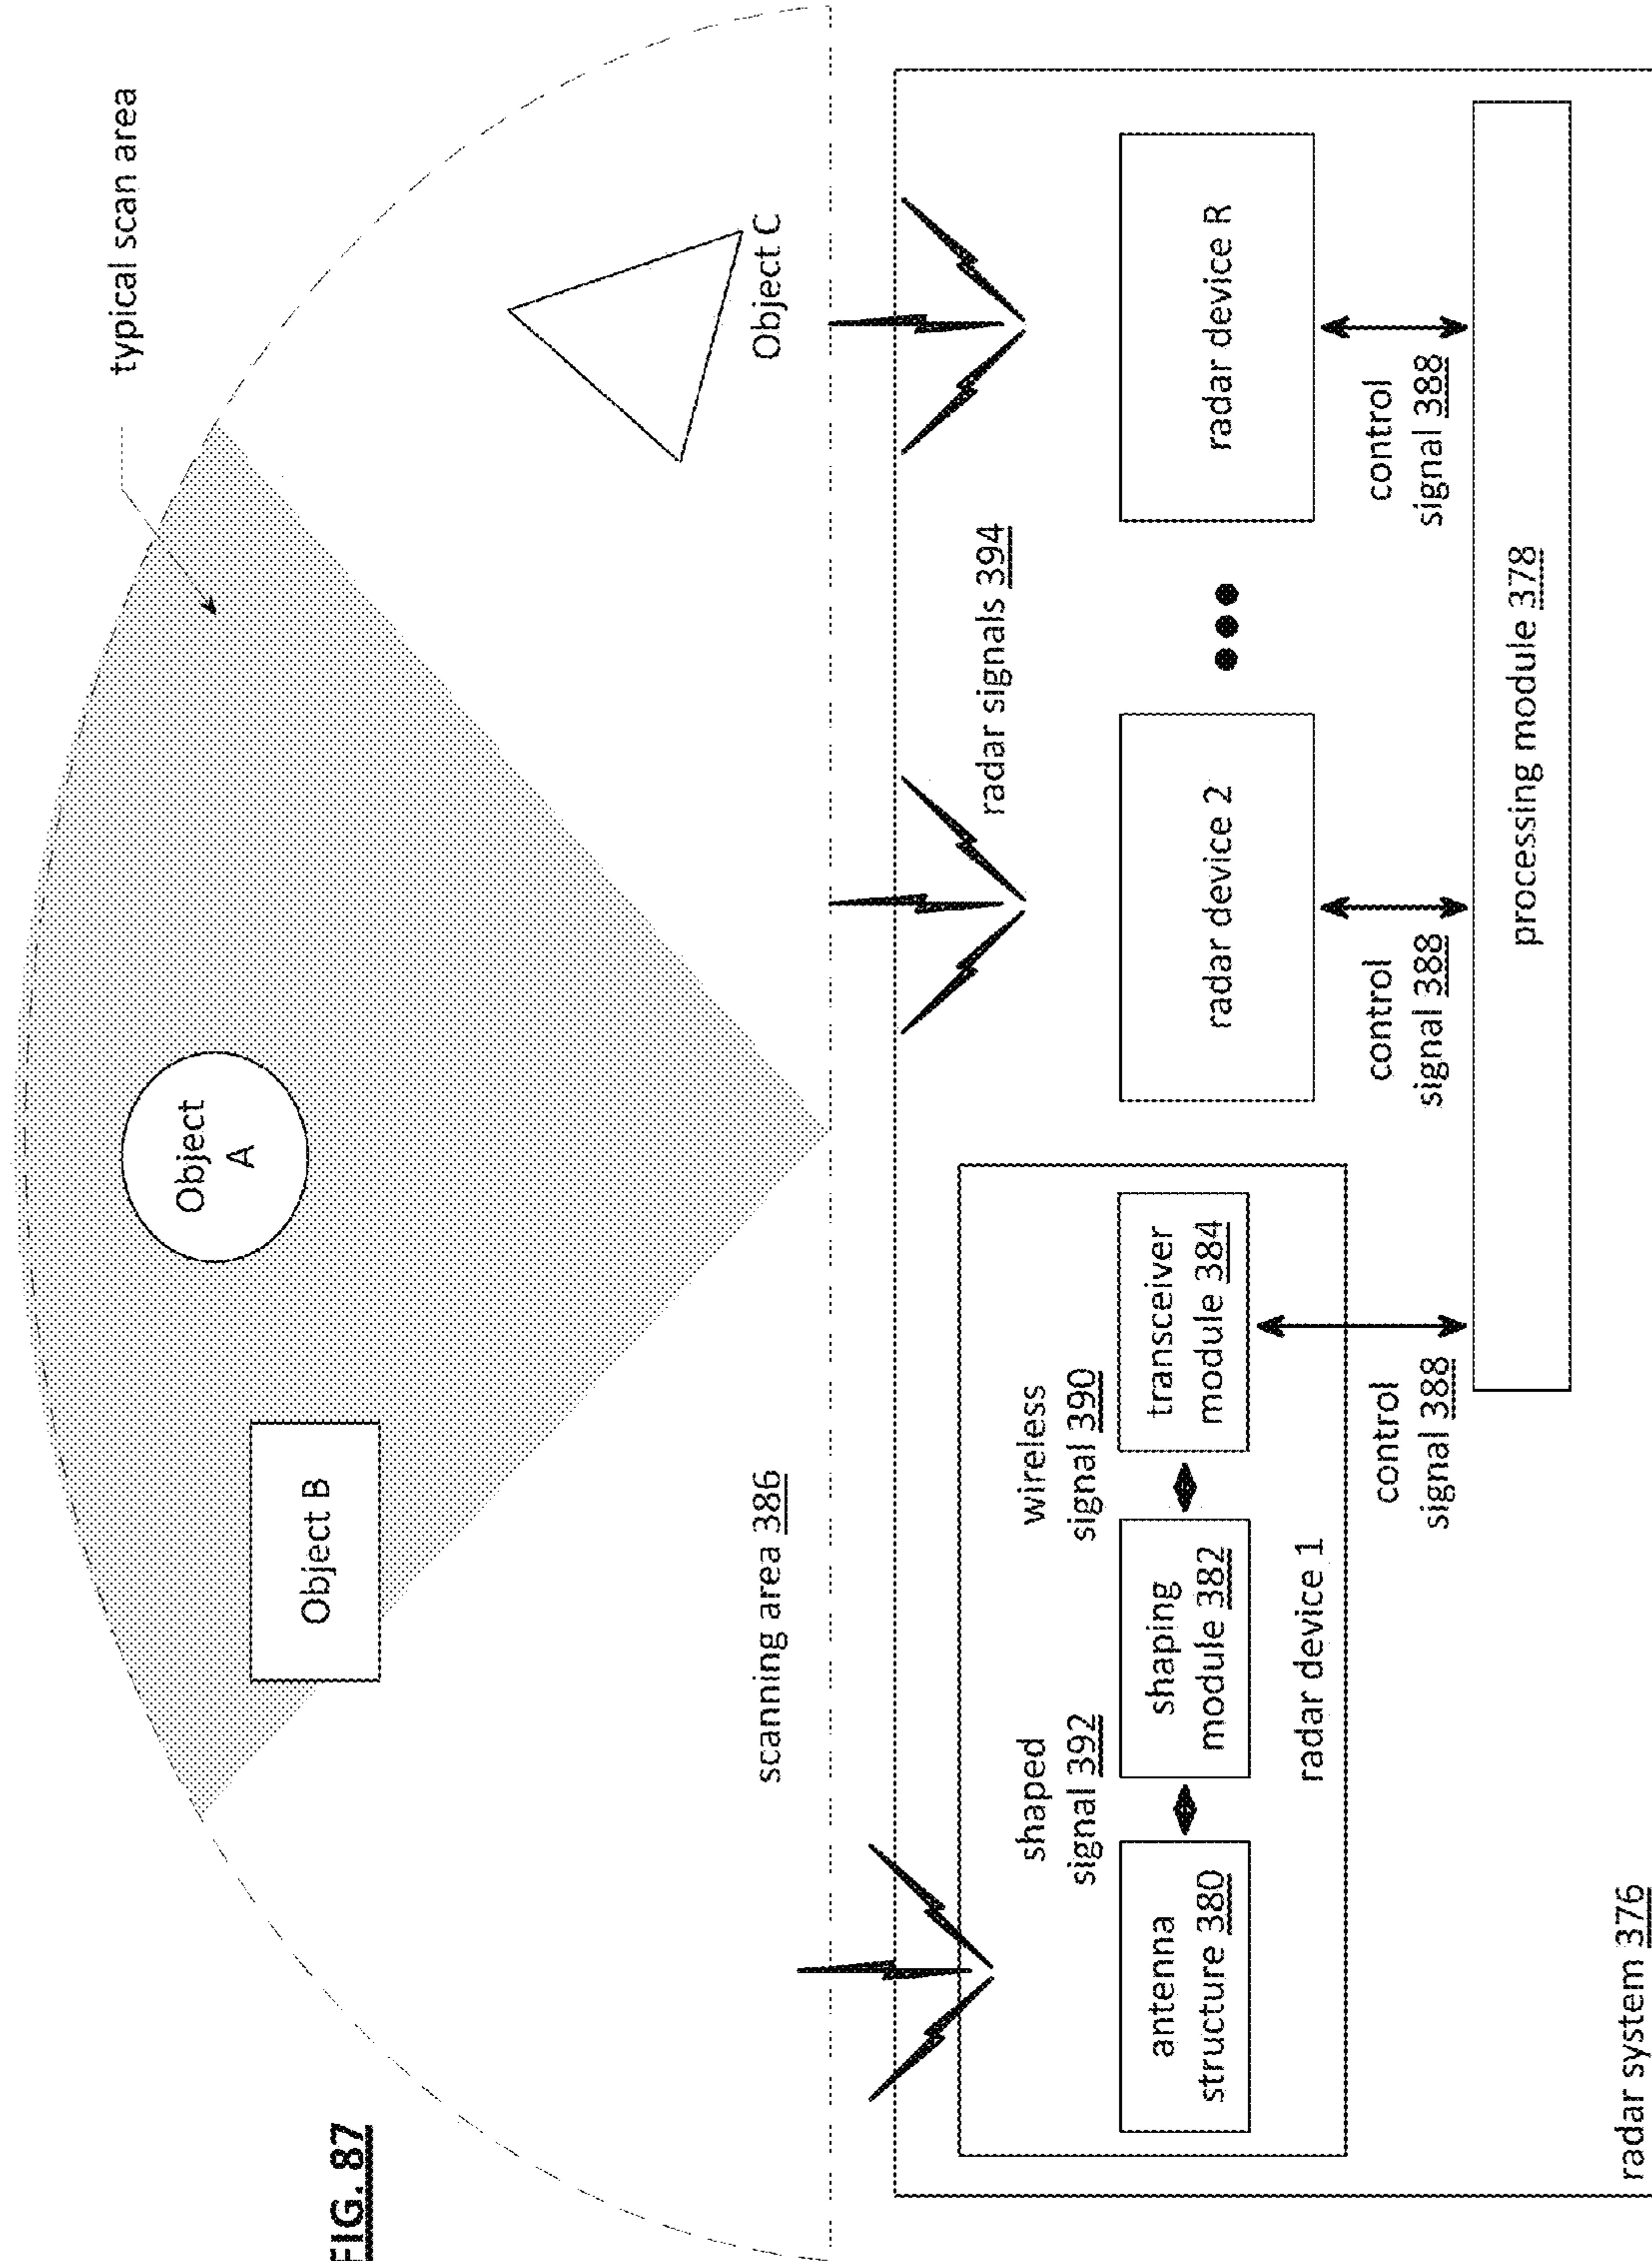 FIG. 87
typical scan area
Object
A
Object B
Object C
scanning area 386
radar signals 394
shaped
signal 392
wireless
signal 390
antenna
structure 380
shaping
module 382
transceiver
module 384
radar device 1
radar device 2
radar device R
control
signal 388
control
signal 388
control
signal 388
processing module 378
radar system 376